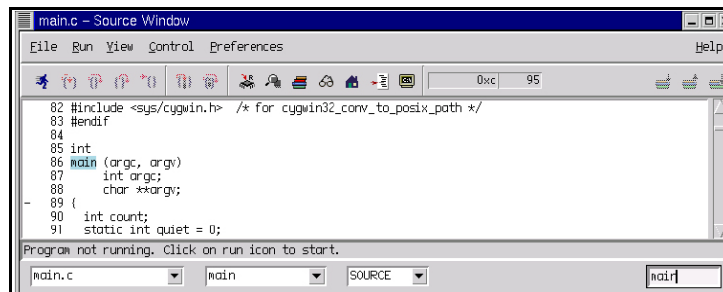 main.c – Source Window
File Run View Control Preferences Help
0xc 95
82 #include <sys/cygwin.h> /* for cygwin32_conv_to_posix_path */
83 #endif
84
85 int
86 main (argc, argv)
87 int argc;
88 char **argv;
- 89 {
90 int count;
91 static int quiet = 0;
Program not running. Click on run icon to start.
main.c main SOURCE main